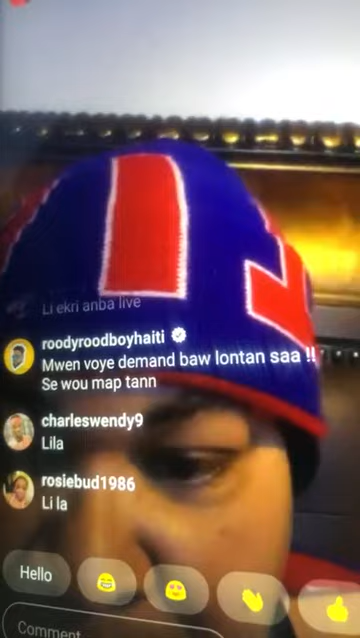 Li ekri anba live
roodyroodboyhaiti
Mwen voye demand baw lontan saa !!
Se wou map tann
charleswendy9
Lila
rosiebud1986
Li la
Hello
Comment